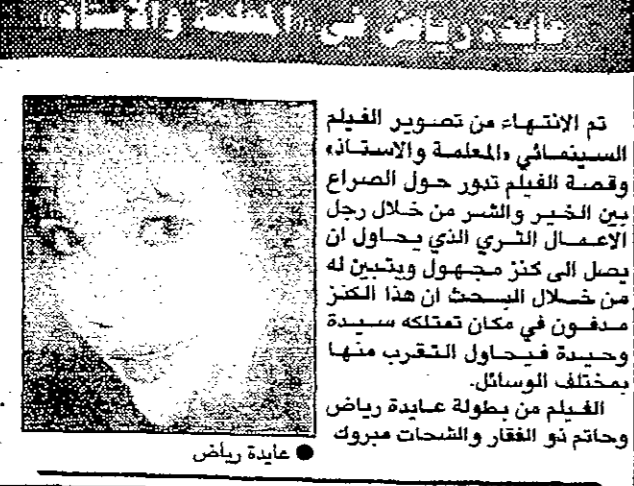 عايدة رياض في «المعلمة والأستاذ»
تم الانتهاء من تصوير الفيلم
السينمائي «المعلمة والاستاذ»
وقصة الفيلم تدور حول الصراع
بين الخير والشر من خلال رجل
الاعمال الثري الذي يحاول ان
يصل الى كنز مجهول ويتبين له
من خلال البحث ان هذا الكنز
مدفون في مكان تمتلكه سيدة
وحيدة فيحاول التقرب منها
بمختلف الوسائل.
الفيلم من بطولة عايدة رياض
وحاتم ذو الفقار والشحات مبروك
● عايدة رياض